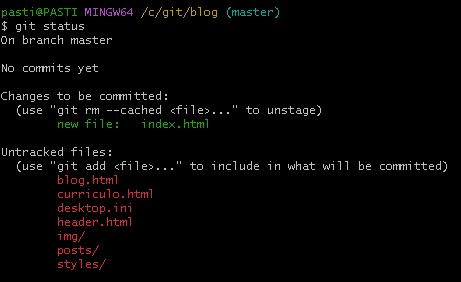 pasti@PASTI MINGW64 /c/git/blog (master)
$ git status
On branch master
No commits yet
Changes to be committed:
(use "git rm --cached <file>..." to unstage)
new file: index.html
Untracked files:
(use "git add <file>..." to include in what will be committed)
blog.html
curriculo.html
desktop.ini
header.html
img/
posts/
styles/